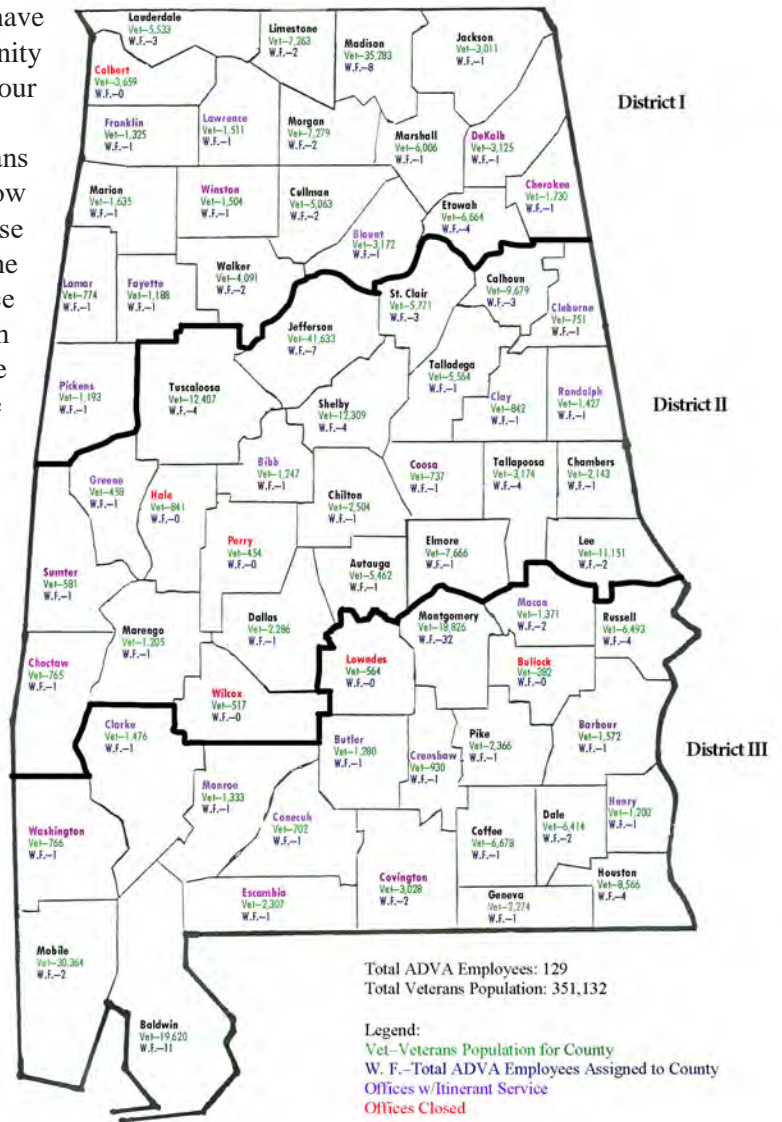 have
nity
our
ans
ow
se
ne
ce
n
e
e
Lauderdale
Vet–5,533
W.F.–3
Limestone
Vet–7,263
W.F.–2
Madison
Vet–35,283
W.F.–8
Jackson
Vet–3,011
W.F.–1
Colbert
Vet–3,659
W.F.–0
District I
Franklin
Vet–1,325
W.F.–1
Lawrence
Vet–1,511
W.F.–1
Morgan
Vet–7,279
W.F.–2
Marshall
Vet–6,006
W.F.–1
DeKalb
Vet–3,125
W.F.–1
Marion
Vet–1,635
W.F.–1
Winston
Vet–1,504
W.F.–1
Cullman
Vet–5,063
W.F.–2
Etowah
Vet–6,664
W.F.–4
Cherokee
Vet–1,730
W.F.–1
Blount
Vet–3,172
W.F.–1
Lamar
Vet–774
W.F.–1
Fayette
Vet–1,188
W.F.–1
Walker
Vet–4,091
W.F.–2
St. Clair
Vet–5,771
W.F.–3
Calhoun
Vet–9,679
W.F.–3
Cleburne
Vet–751
W.F.–1
Jefferson
Vet–41,633
W.F.–7
Pickens
Vet–1,193
W.F.–1
Tuscaloosa
Vet–12,407
W.F.–4
Shelby
Vet–12,309
W.F.–4
Talladega
Vet–5,564
W.F.–1
Clay
Vet–842
W.F.–1
Randolph
Vet–1,427
W.F.–1
District II
Greene
Vet–458
W.F.–1
Hale
Vet–841
W.F.–0
Bibb
Vet–1,247
W.F.–1
Chilton
Vet–2,504
W.F.–1
Coosa
Vet–737
W.F.–1
Tallapoosa
Vet–3,174
W.F.–4
Chambers
Vet–2,143
W.F.–1
Perry
Vet–454
W.F.–0
Sumter
Vet–581
W.F.–1
Autauga
Vet–5,462
W.F.–1
Elmore
Vet–7,666
W.F.–1
Lee
Vet–11,151
W.F.–2
Marengo
Vet–1,205
W.F.–1
Dallas
Vet–2,286
W.F.–1
Montgomery
Vet–18,826
W.F.–32
Macon
Vet–1,371
W.F.–2
Russell
Vet–6,493
W.F.–4
Choctaw
Vet–765
W.F.–1
Wilcox
Vet–517
W.F.–0
Lowndes
Vet–564
W.F.–0
Bullock
Vet–382
W.F.–0
Clarke
Vet–1,476
W.F.–1
Butler
Vet–1,280
W.F.–1
Crenshaw
Vet–930
W.F.–1
Pike
Vet–2,366
W.F.–1
Barbour
Vet–1,572
W.F.–1
District III
Monroe
Vet–1,333
W.F.–1
Conecuh
Vet–702
W.F.–1
Coffee
Vet–6,678
W.F.–1
Dale
Vet–6,414
W.F.–2
Henry
Vet–1,200
W.F.–1
Washington
Vet–766
W.F.–1
Escambia
Vet–2,307
W.F.–1
Covington
Vet–3,028
W.F.–2
Geneva
Vet–2,274
W.F.–1
Houston
Vet–8,566
W.F.–4
Mobile
Vet–30,364
W.F.–2
Baldwin
Vet–19,620
W.F.–11
Total ADVA Employees: 129
Total Veterans Population: 351,132
Legend:
Vet–Veterans Population for County
W. F.–Total ADVA Employees Assigned to County
Offices w/Itinerant Service
Offices Closed